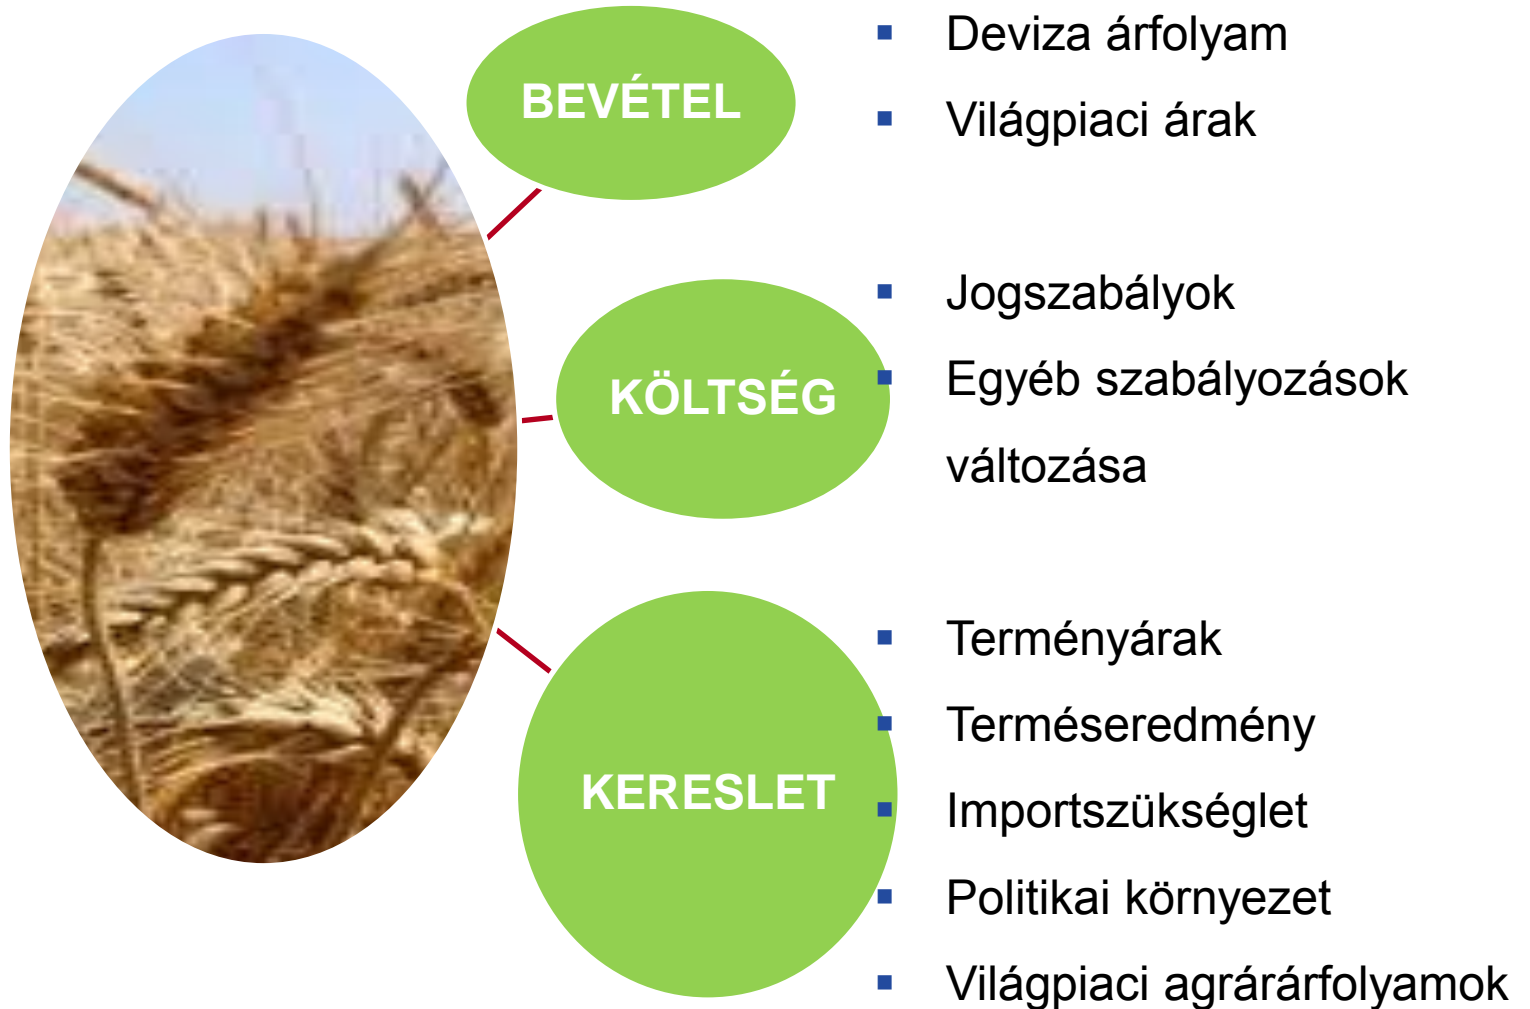 BEVÉTEL
▪ Deviza árfolyam
▪ Világpiaci árak
KÖLTSÉG
▪ Jogszabályok
▪ Egyéb szabályozások
változása
KERESLET
▪ Terményárak
▪ Terméseredmény
▪ Importszükséglet
▪ Politikai környezet
▪ Világpiaci agrárárfolyamok